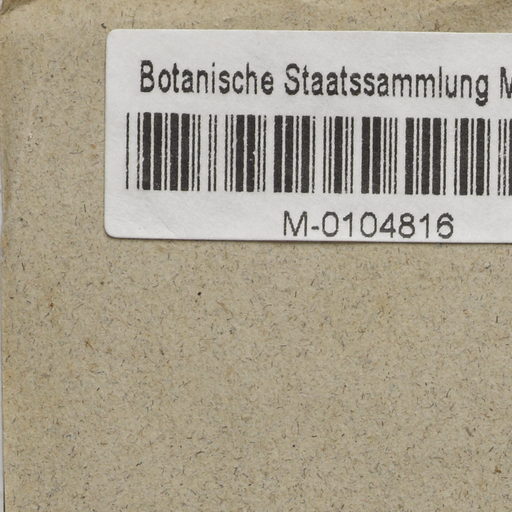 Botanische Staatssammlung M
M-0104816